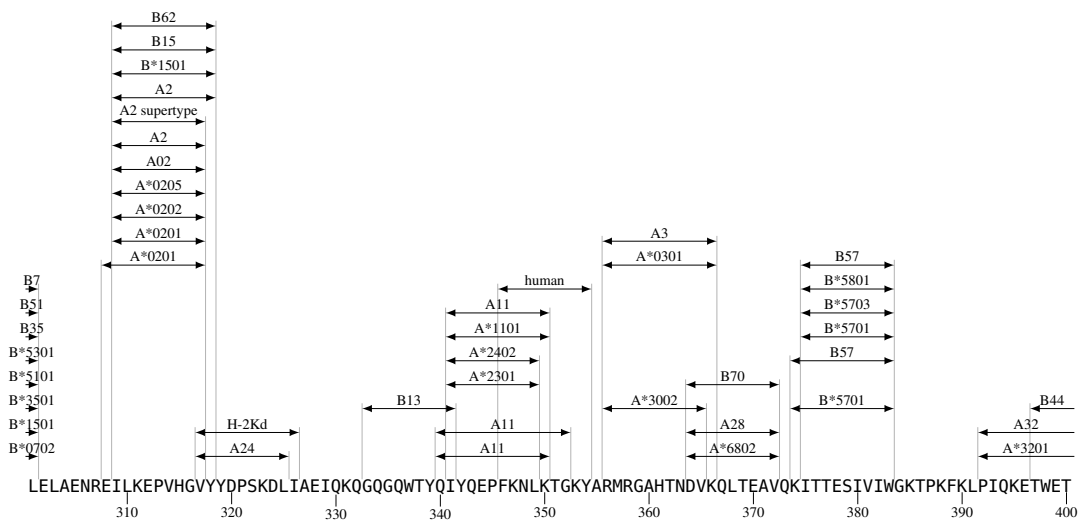 B62
B15
B*1501
A2
A2 supertype
A2
A02
A*0205
A*0202
A*0201 A3
A*0201 A*0301 B57
B7 human B*5801
B51 A11 B*5703
B35 A*1101 B*5701
B*5301 A*2402 B57
B*5101 A*2301 B70
B*3501 B13 A*3002 B*5701 B44
B*1501 H-2Kd A11 A28 A32
B*0702 A24 A11 A*6802 A*3201
LELAENREILKEPVHGVYYDPSKDLIAEIQKQGQGQWTYQIYQEPFKNLKTGKYARMRGAHTNDVKQLTEAVQKITTESIVIWGKTPKFKLPIQKETWET
310 320 330 340 350 360 370 380 390 400